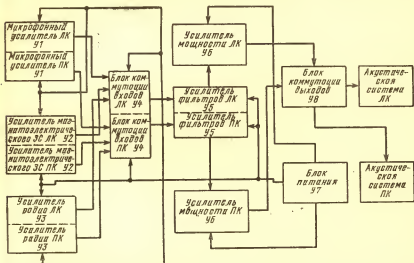 Микрофонный
усилитель ЛК
У1
Микрофонный
усилитель ПК
У1
Усилитель маг-
нитоэлектриче-
ского ЗС ЛК У2
Усилитель маг-
нитоэлектриче-
ского ЗС ПК У2
Усилитель
радио ЛК
У3
Усилитель
радио ПК
У3
Блок ком-
мутации
входов
ЛК У4
Блок ком-
мутации
входов
ПК У4
Усилитель
мощности ЛК
У6
Усилитель
фильтров ЛК
У5
Усилитель
фильтров ПК
У5
Усилитель
мощности ПК
У6
Блок
коммутации
выходов
У8
Блок
питания
У7
Акустиче-
ская
система ЛК
Акустиче-
ская
система ПК